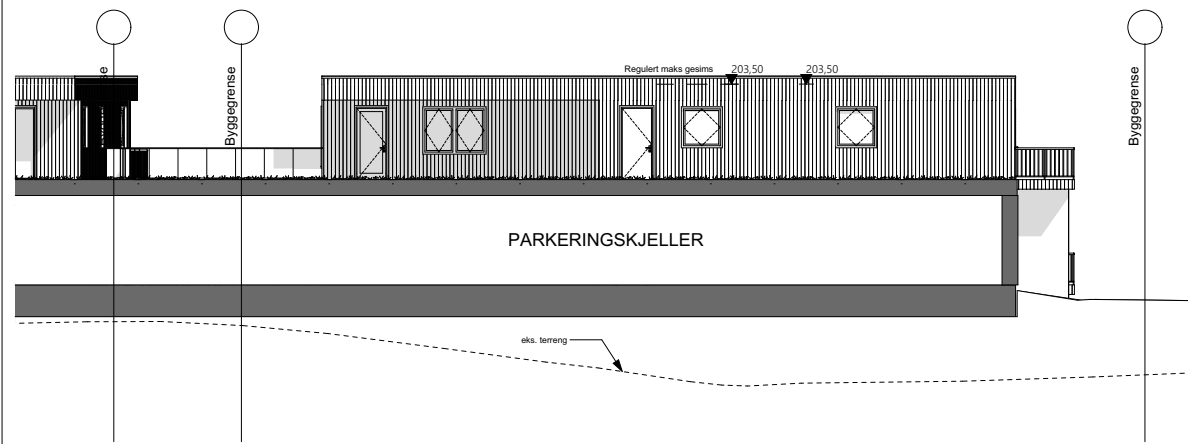 Regulert maks gesims 203,50 203,50
Byggegrense
Byggegrense
PARKERINGSKJELLER
eks. terreng